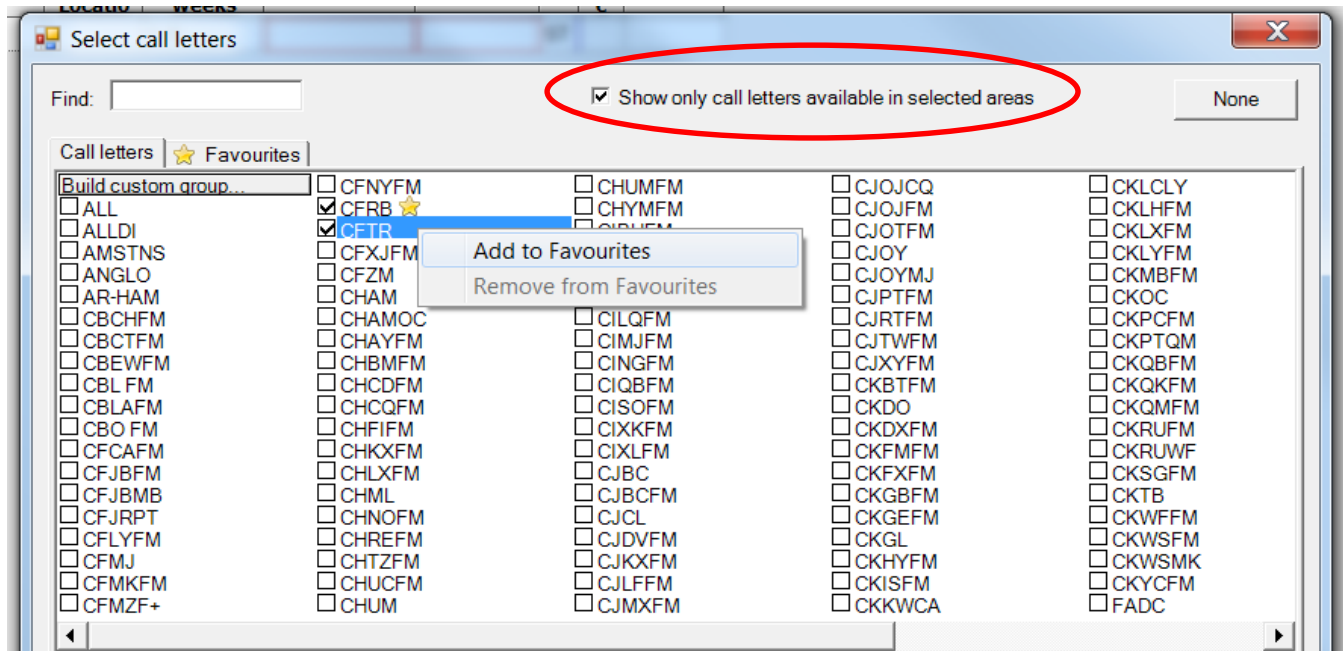 Locatio Weeks C
Select call letters
Find:
Show only call letters available in selected areas
None
Call letters
Favourites
Build custom group...
ALL
ALLDI
AMSTNS
ANGLO
AR-HAM
CBCHFM
CBCTFM
CBEWFM
CBL FM
CBLAFM
CBO FM
CFCAFM
CFJBFM
CFJBMB
CFJRPT
CFLYFM
CFMJ
CFMKFM
CFMZF+
CFNYFM
CFRB
CFTR
CFXJFM
CFZM
CHAM
CHAMOC
CHAYFM
CHBMFM
CHCDFM
CHCQFM
CHFIFM
CHKXFM
CHLXFM
CHML
CHNOFM
CHREFM
CHTZFM
CHUCFM
CHUM
Add to Favourites
Remove from Favourites
CHUMFM
CHYMFM
CILQFM
CIMJFM
CINGFM
CIQBFM
CISOFM
CIXKFM
CIXLFM
CJBC
CJBCFM
CJCL
CJDVFM
CJKXFM
CJLFFM
CJMXFM
CJOJCQ
CJOJFM
CJOTFM
CJOY
CJOYMJ
CJPTFM
CJRTFM
CJTWFM
CJXYFM
CKBTFM
CKDO
CKDXFM
CKFMFM
CKFXFM
CKGBFM
CKGEFM
CKGL
CKHYFM
CKISFM
CKKWCA
CKLCLY
CKLHFM
CKLXFM
CKLYFM
CKMBFM
CKOC
CKPCFM
CKPTQM
CKQBFM
CKQKFM
CKQMFM
CKRUFM
CKRUWF
CKSGFM
CKTB
CKWFFM
CKWSFM
CKWSMK
CKYCFM
FADC